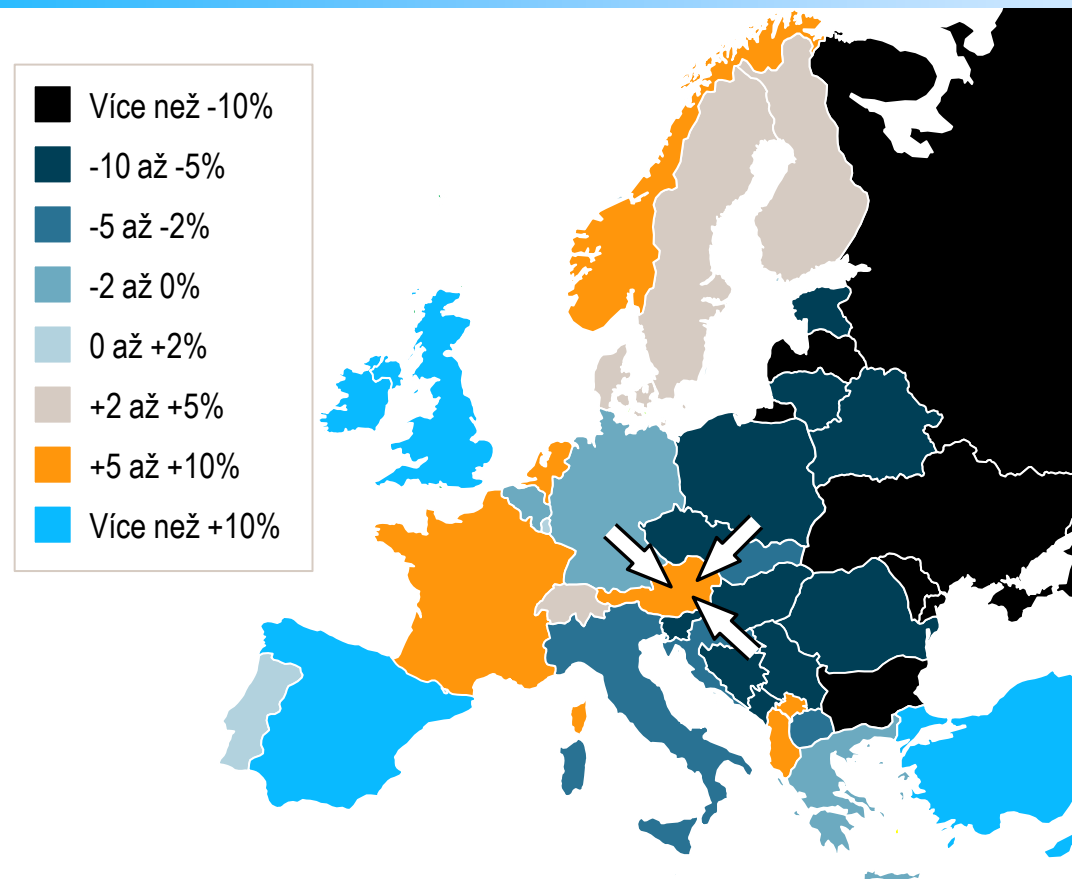 Více než -10%
-10 až -5%
-5 až -2%
-2 až 0%
0 až +2%
+2 až +5%
+5 až +10%
Více než +10%